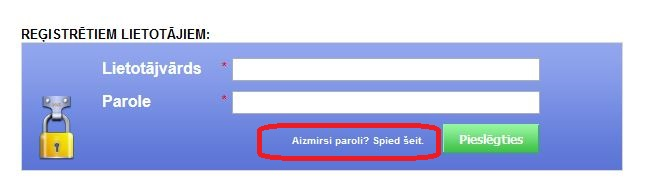 REĢISTRĒTIEM LIETOTĀJIEM:
Lietotājvārds *
Parole *
Aizmirsi paroli? Spied šeit. Pieslēgties